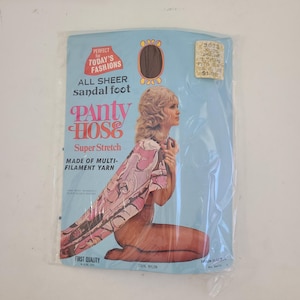 PERFECT
for
TODAY'S
FASHIONS
ALL SHEER
sandal foot
PANTY
HOSE
Super Stretch
MADE OF MULTI-
FILAMENT YARN
FIRST QUALITY